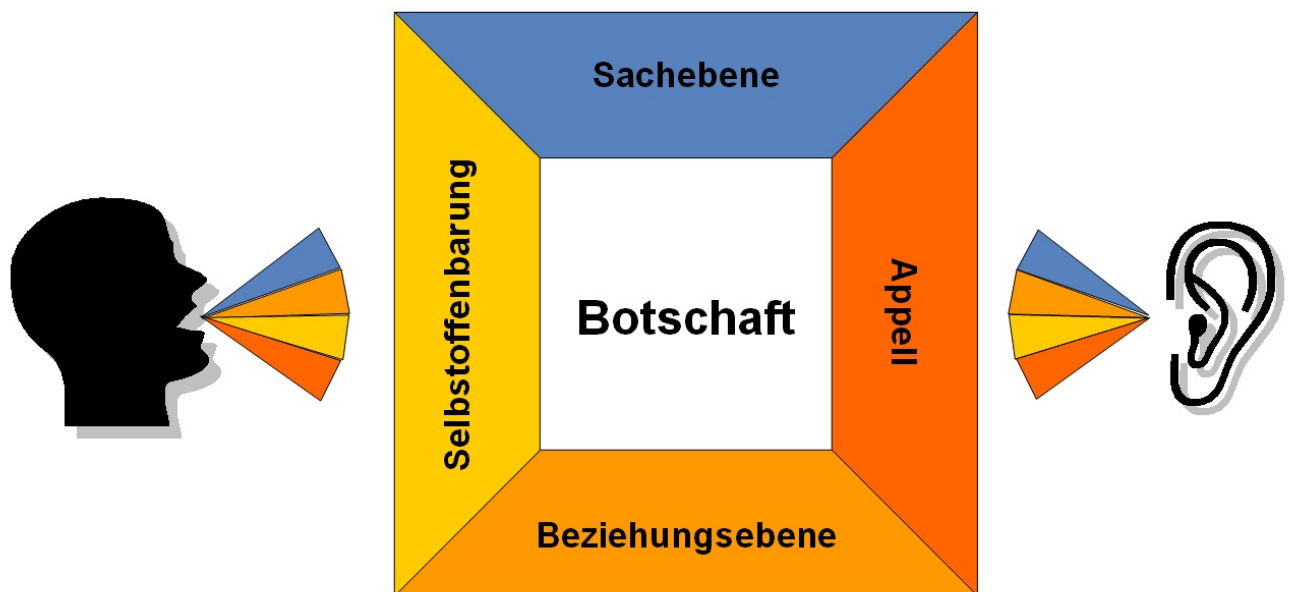 Sachebene
Selbstoffenbarung
Botschaft
Appell
Beziehungsebene